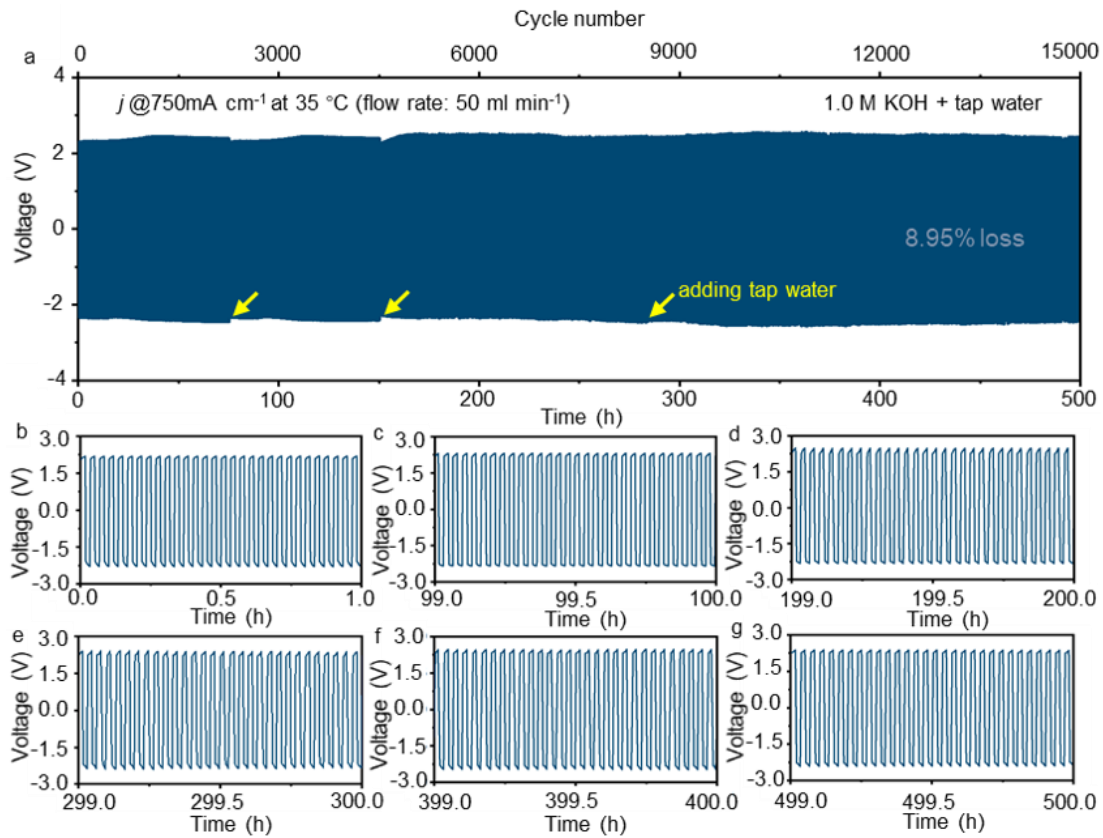 Cycle number
0 3000 6000 9000 12000 15000
a
4
2
0
-2
-4
Voltage (V)
j @750mA cm⁻¹ at 35 °C (flow rate: 50 ml min⁻¹)
1.0 M KOH + tap water
8.95% loss
adding tap water
0 100 200 300 400 500
Time (h)
b
3.0
1.5
0.0
-1.5
-3.0
Voltage (V)
0.0 0.5 1.0
Time (h)
c
3.0
1.5
0.0
-1.5
-3.0
Voltage (V)
99.0 99.5 100.0
Time (h)
d
3.0
1.5
0.0
-1.5
-3.0
Voltage (V)
199.0 199.5 200.0
Time (h)
e
3.0
1.5
0.0
-1.5
-3.0
Voltage (V)
299.0 299.5 300.0
Time (h)
f
3.0
1.5
0.0
-1.5
-3.0
Voltage (V)
399.0 399.5 400.0
Time (h)
g
3.0
1.5
0.0
-1.5
-3.0
Voltage (V)
499.0 499.5 500.0
Time (h)